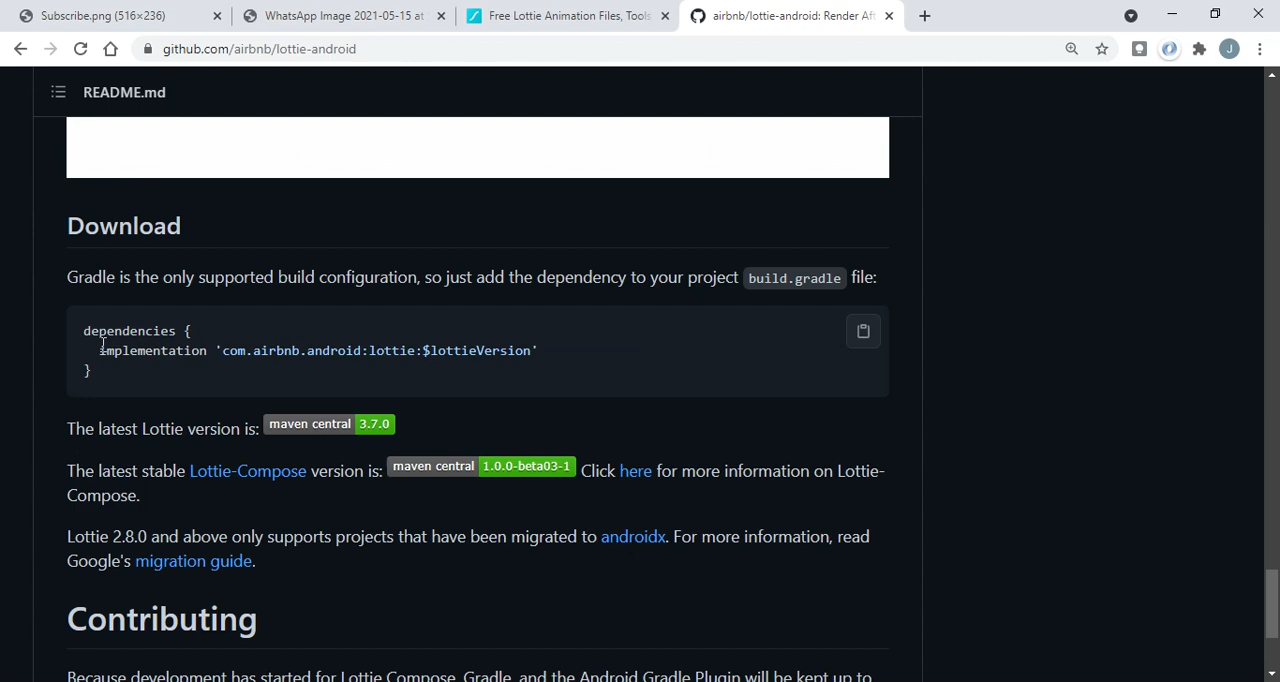 Subscribe.png (516×236)
WhatsApp Image 2021-05-15 at
Free Lottie Animation Files, Tools
airbnb/lottie-android: Render Aft
github.com/airbnb/lottie-android
J
README.md
Download
Gradle is the only supported build configuration, so just add the dependency to your project build.gradle file:
dependencies {
implementation 'com.airbnb.android:lottie:$lottieVersion'
}
The latest Lottie version is: maven central 3.7.0
The latest stable Lottie-Compose version is: maven central 1.0.0-beta03-1 Click here for more information on Lottie-
Compose.
Lottie 2.8.0 and above only supports projects that have been migrated to androidx. For more information, read
Google's migration guide.
Contributing
Because development has started for Lottie Compose, Gradle, and the Android Gradle Plugin will be kept up to